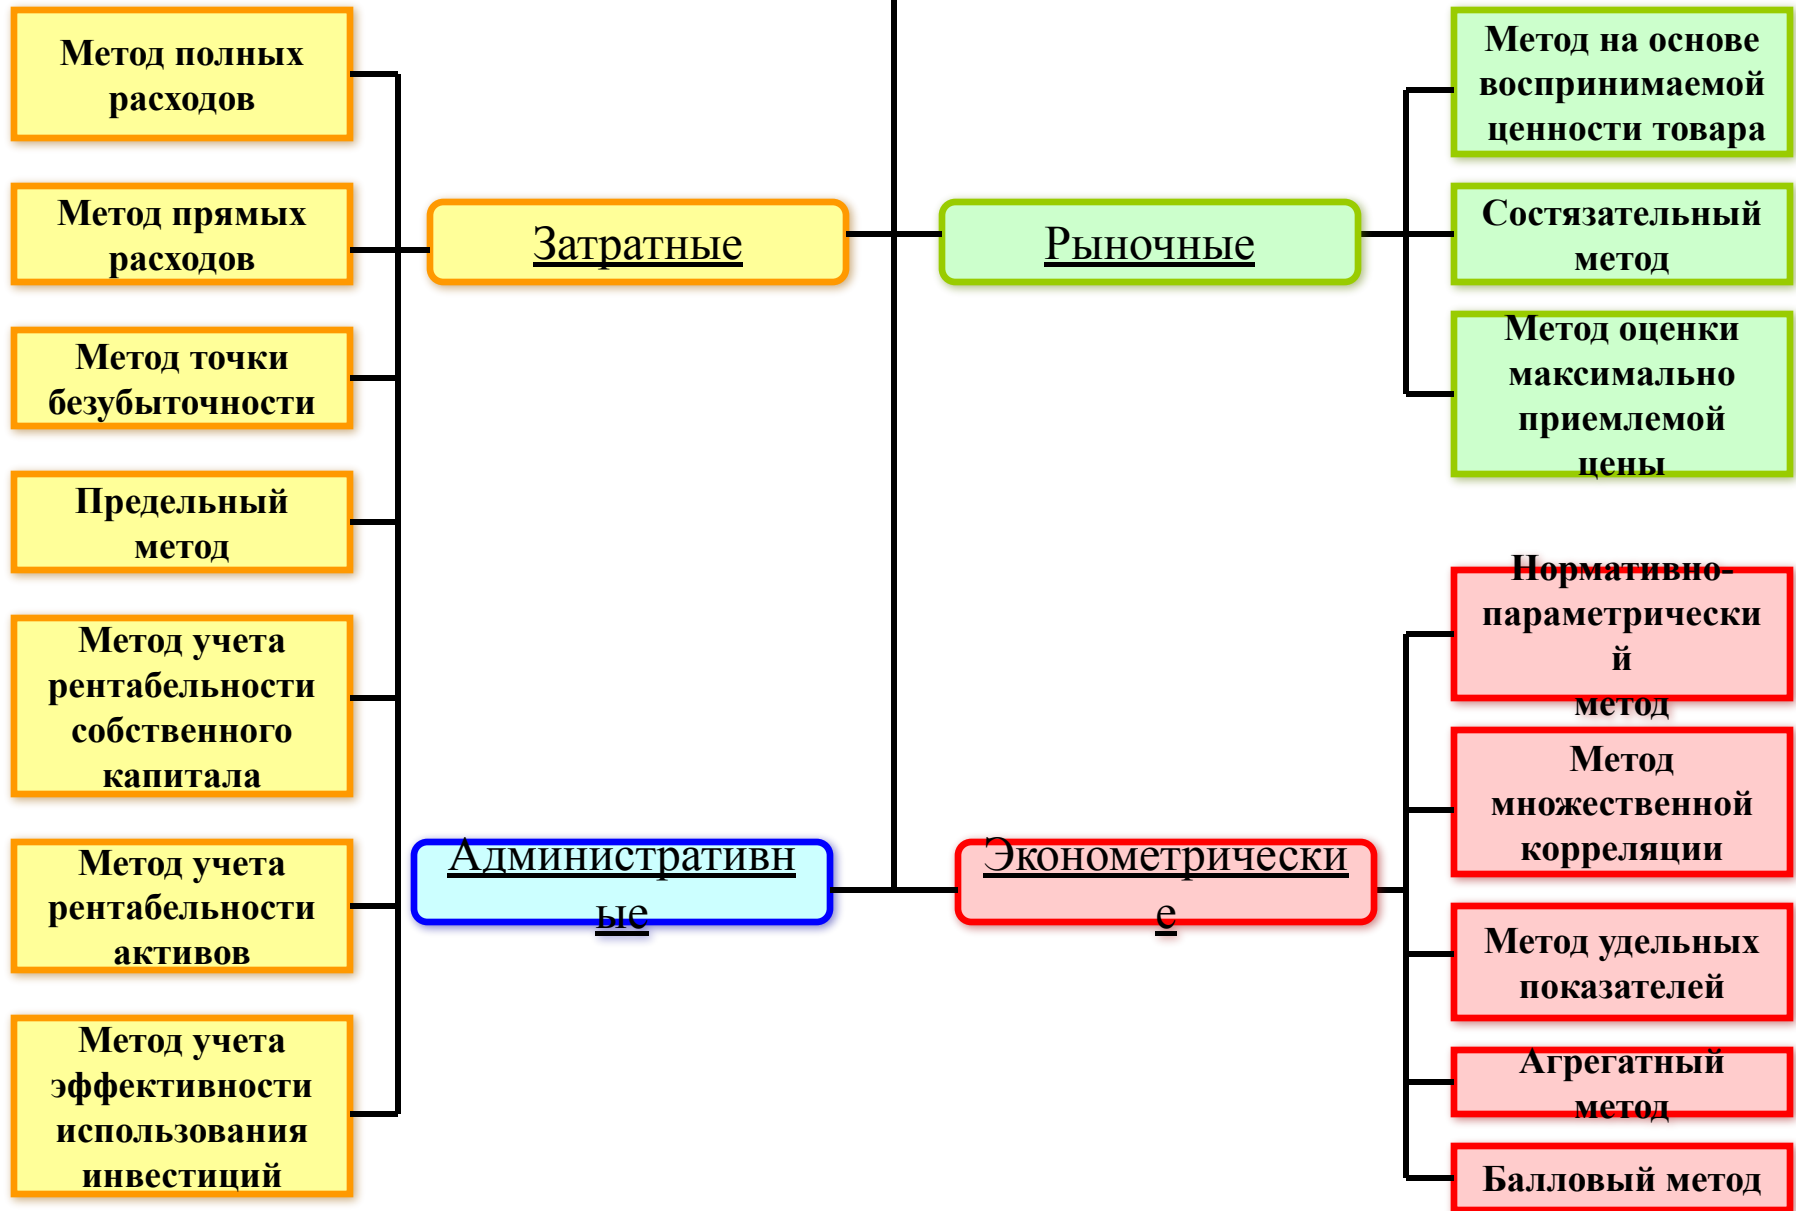 Метод полных
расходов
Метод прямых
расходов
Метод точки
безубыточности
Предельный
метод
Метод учета
рентабельности
собственного
капитала
Метод учета
рентабельности
активов
Метод учета
эффективности
использования
инвестиций
Затратные
Административн
ые
Рыночные
Эконометрически
е
Метод на основе
воспринимаемой
ценности товара
Состязательный
метод
Метод оценки
максимально
приемлемой
цены
Нормативно-
параметрически
й
метод
Метод
множественной
корреляции
Метод удельных
показателей
Агрегатный
метод
Балловый метод